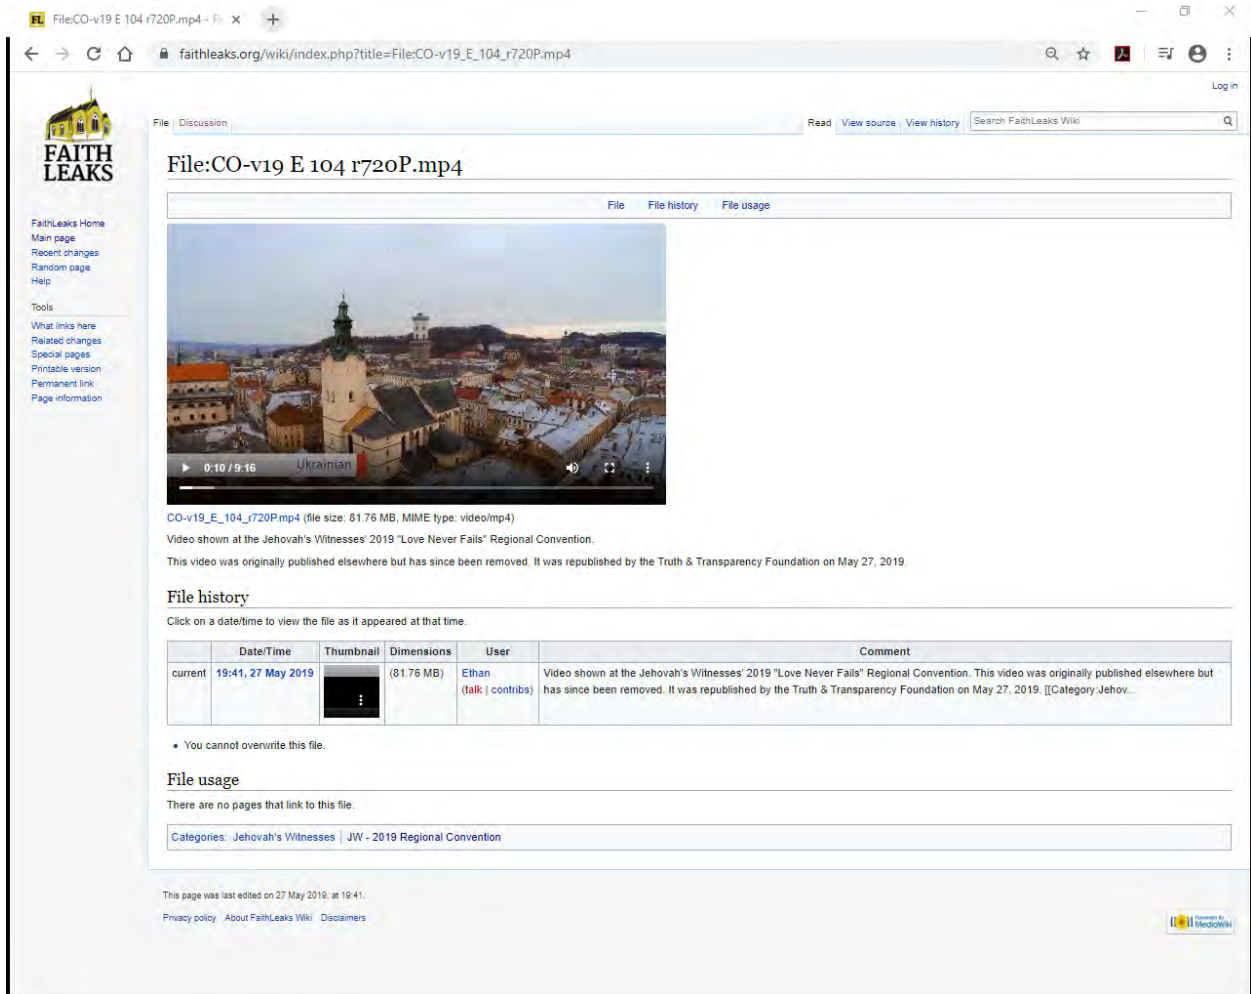 FL File:CO-v19 E 104 r720P.mp4 -
faithleaks.org/wiki/index.php?title=File:CO-v19_E_104_r720P.mp4
Log in
FAITH
LEAKS
File Discussion
Read View source View history Search FaithLeaks Wiki
File:CO-v19 E 104 r720P.mp4
File File history File usage
FaithLeaks Home
Main page
Recent changes
Random page
Help
Tools
What links here
Related changes
Special pages
Printable version
Permanent link
Page information
Ukrainian
0:10 / 9:16
CO-v19_E_104_r720P.mp4 (file size: 81.76 MB, MIME type: video/mp4)
Video shown at the Jehovah's Witnesses' 2019 "Love Never Fails" Regional Convention.
This video was originally published elsewhere but has since been removed. It was republished by the Truth & Transparency Foundation on May 27, 2019.
File history
Click on a date/time to view the file as it appeared at that time.
Date/Time Thumbnail Dimensions User Comment
current 19:41, 27 May 2019 (81.76 MB) Ethan Video shown at the Jehovah's Witnesses' 2019 "Love Never Fails" Regional Convention. This video was originally published elsewhere but
(talk | contribs) has since been removed. It was republished by the Truth & Transparency Foundation on May 27, 2019. [[Category:Jehov...
• You cannot overwrite this file.
File usage
There are no pages that link to this file.
Categories: Jehovah's Witnesses | JW - 2019 Regional Convention
This page was last edited on 27 May 2019, at 19:41.
Privacy policy About FaithLeaks Wiki Disclaimers
Powered by
MediaWiki